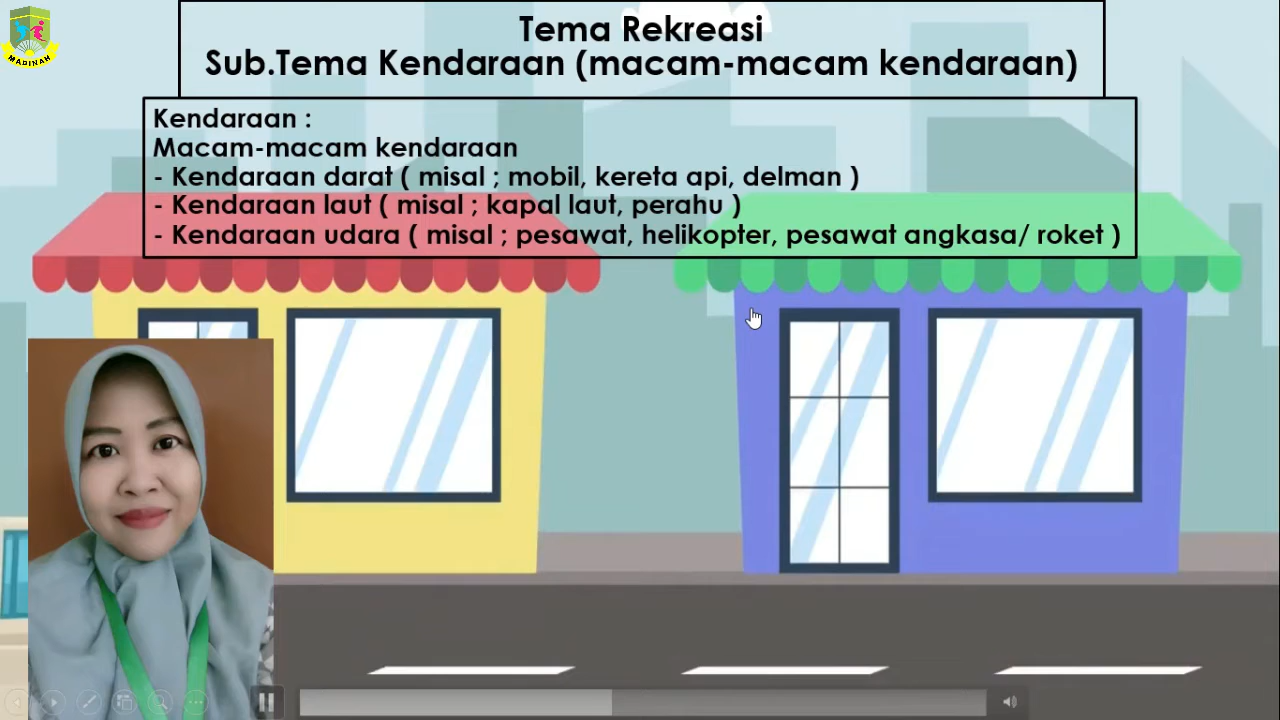 MADINAH
Tema Rekreasi
Sub.Tema Kendaraan (macam-macam kendaraan)
Kendaraan :
Macam-macam kendaraan
- Kendaraan darat ( misal ; mobil, kereta api, delman )
- Kendaraan laut ( misal ; kapal laut, perahu )
- Kendaraan udara ( misal ; pesawat, helikopter, pesawat angkasa/ roket )